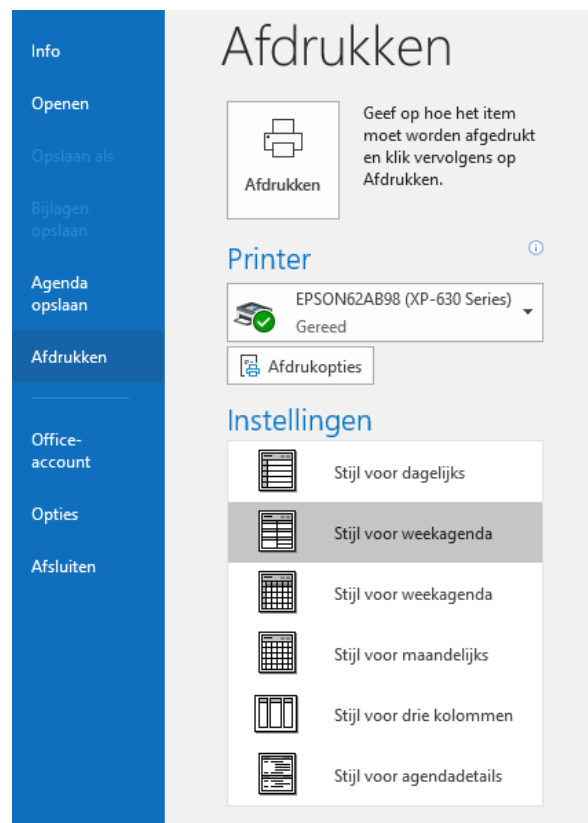 Info
Openen
Opslaan als
Bijlagen
opslaan
Agenda
opslaan
Afdrukken
Office-
account
Opties
Afsluiten
Afdrukken
Afdrukken
Geef op hoe het item
moet worden afgedrukt
en klik vervolgens op
Afdrukken.
Printer
EPSON62AB98 (XP-630 Series)
Gereed
Afdrukopties
Instellingen
Stijl voor dagelijks
Stijl voor weekagenda
Stijl voor weekagenda
Stijl voor maandelijks
Stijl voor drie kolommen
Stijl voor agendadetails